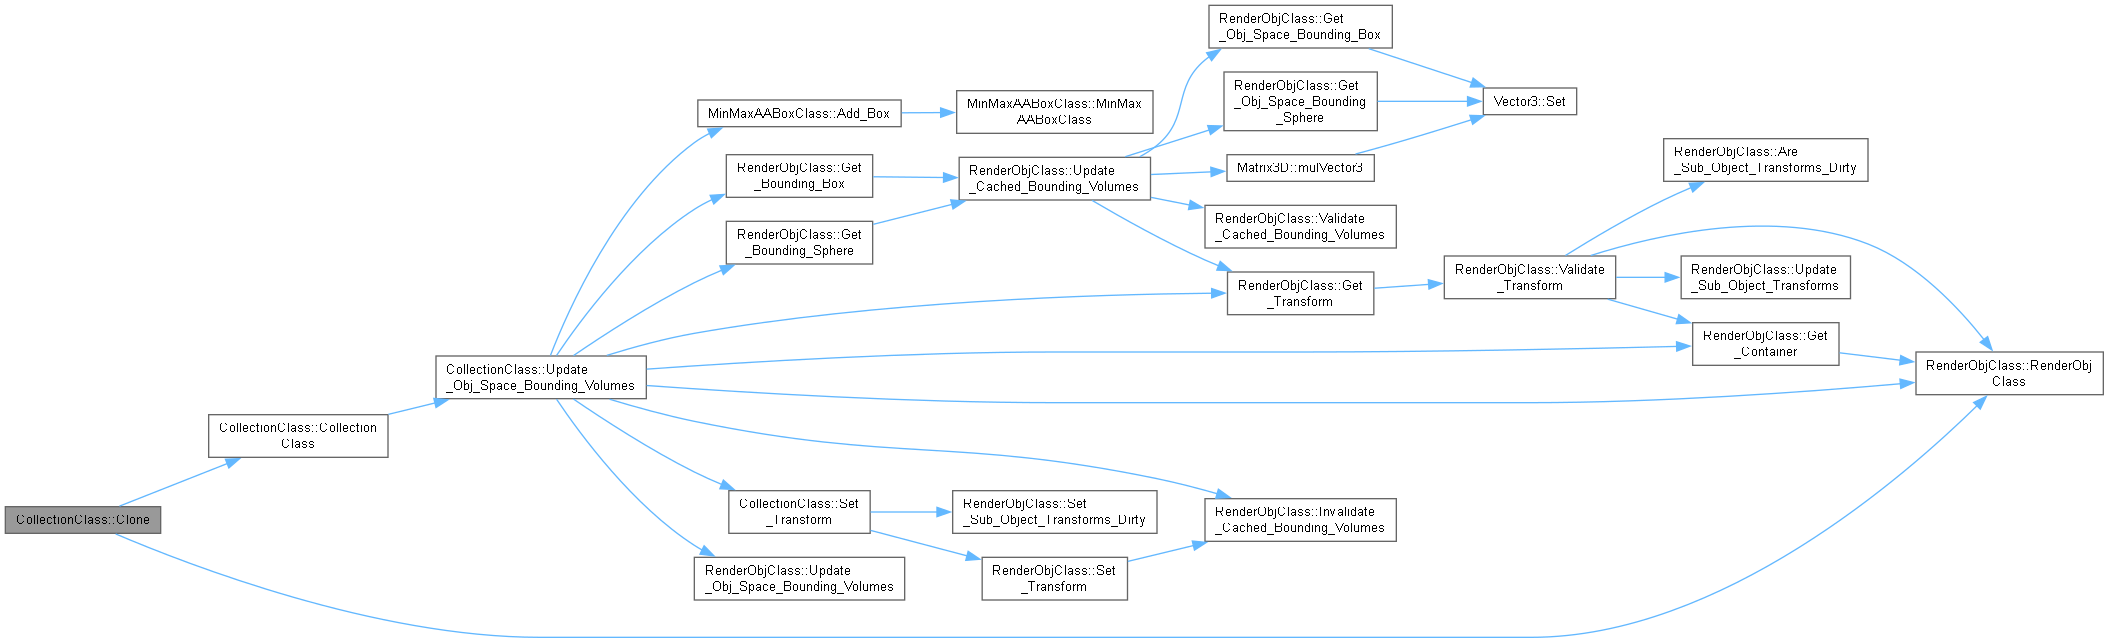 RenderObjClass::Get
_Obj_Space_Bounding_Box
RenderObjClass::Get
_Obj_Space_Bounding
_Sphere
Vector3::Set
MinMaxAABoxClass::Add_Box
MinMaxAABoxClass::MinMax
AABoxClass
RenderObjClass::Get
_Bounding_Box
RenderObjClass::Update
_Cached_Bounding_Volumes
Matrix3D::mulVector3
RenderObjClass::Are
_Sub_Object_Transforms_Dirty
RenderObjClass::Get
_Bounding_Sphere
RenderObjClass::Validate
_Cached_Bounding_Volumes
RenderObjClass::Get
_Transform
RenderObjClass::Validate
_Transform
RenderObjClass::Update
_Sub_Object_Transforms
RenderObjClass::Get
_Container
CollectionClass::Update
_Obj_Space_Bounding_Volumes
RenderObjClass::RenderObj
Class
CollectionClass::Collection
Class
CollectionClass::Clone
CollectionClass::Set
_Transform
RenderObjClass::Set
_Sub_Object_Transforms_Dirty
RenderObjClass::Invalidate
_Cached_Bounding_Volumes
RenderObjClass::Update
_Obj_Space_Bounding_Volumes
RenderObjClass::Set
_Transform